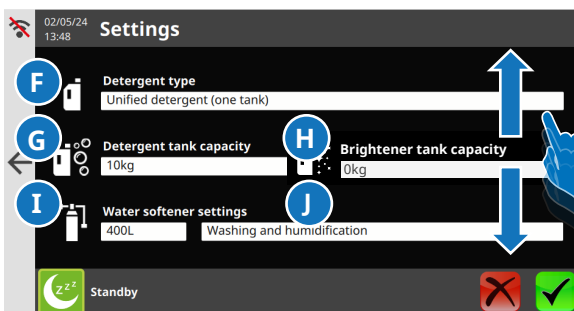 02/05/24
13:48
Settings
F
Detergent type
Unified detergent (one tank)
G
Detergent tank capacity
10kg
H
Brightener tank capacity
0kg
I
Water softener settings
400L
J
Washing and humidification
zzz
Standby